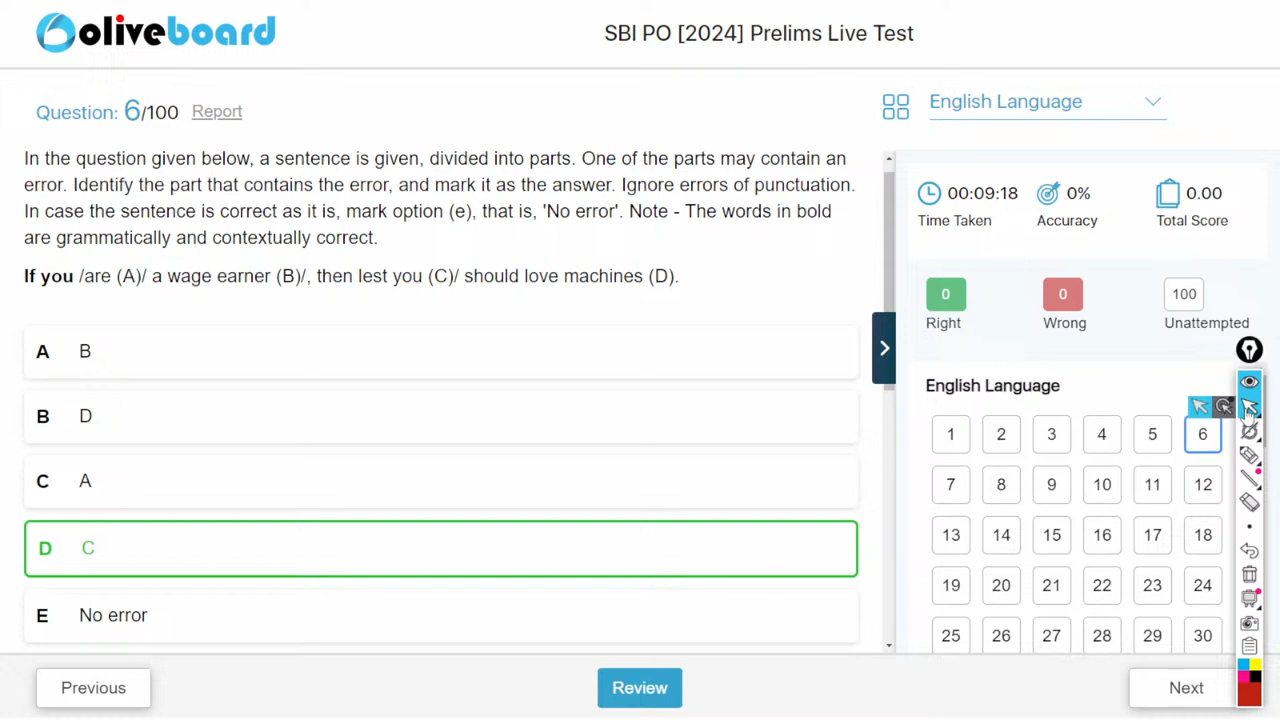 oliveboard
SBI PO [2024] Prelims Live Test
Question: 6/100 Report
English Language
In the question given below, a sentence is given, divided into parts. One of the parts may contain an
error. Identify the part that contains the error, and mark it as the answer. Ignore errors of punctuation.
In case the sentence is correct as it is, mark option (e), that is, 'No error'. Note - The words in bold
are grammatically and contextually correct.
If you /are (A)/ a wage earner (B)/, then lest you (C)/ should love machines (D).
A B
B D
C A
D C
E No error
00:09:18
Time Taken
0%
Accuracy
0.00
Total Score
0
Right
0
Wrong
100
Unattempted
English Language
1 2 3 4 5 6
7 8 9 10 11 12
13 14 15 16 17 18
19 20 21 22 23 24
25 26 27 28 29 30
Previous
Review
Next